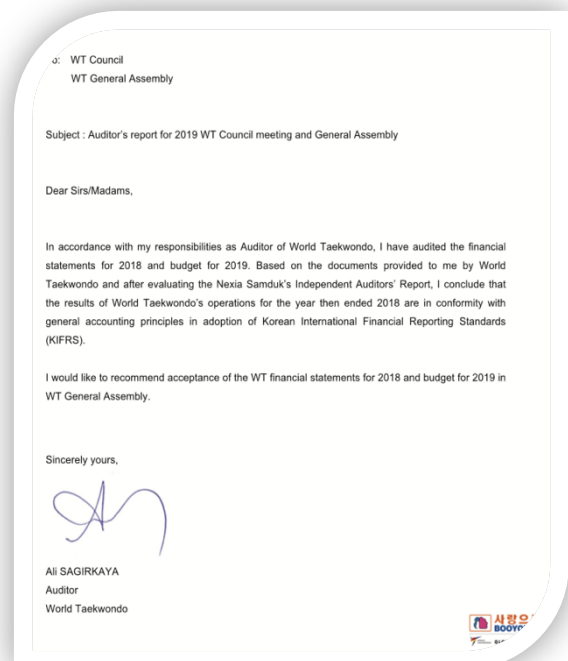 WT Council
WT General Assembly
Subject : Auditor's report for 2019 WT Council meeting and General Assembly
Dear Sirs/Madams,
In accordance with my responsibilities as Auditor of World Taekwondo, I have audited the financial
statements for 2018 and budget for 2019. Based on the documents provided to me by World
Taekwondo and after evaluating the Nexia Samduk's Independent Auditors' Report, I conclude that
the results of World Taekwondo's operations for the year then ended 2018 are in conformity with
general accounting principles in adoption of Korean International Financial Reporting Standards
(KIFRS).
I would like to recommend acceptance of the WT financial statements for 2018 and budget for 2019 in
WT General Assembly.
Sincerely yours,
Ali SAGIRKAYA
Auditor
World Taekwondo